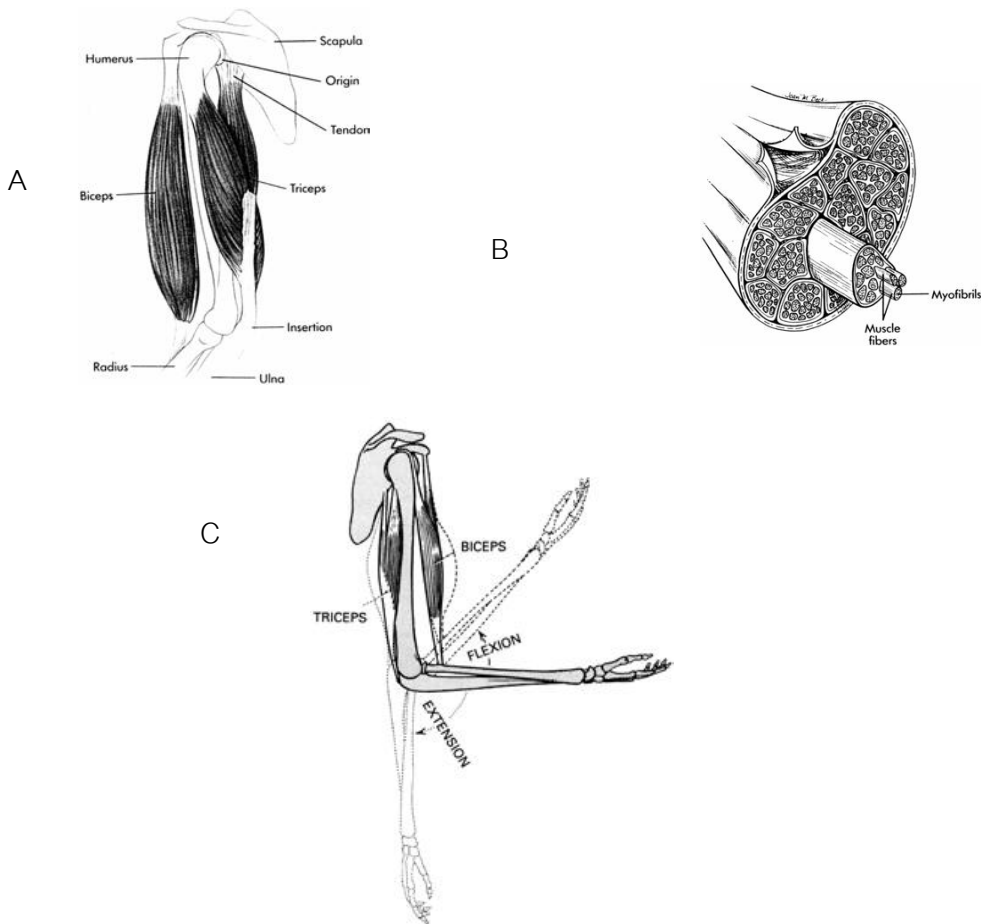 A
Humerus
Scapula
Origin
Tendon
Biceps
Triceps
Insertion
Radius
Ulna
B
Myofibrils
Muscle
fibers
C
BICEPS
TRICEPS
FLEXION
EXTENSION